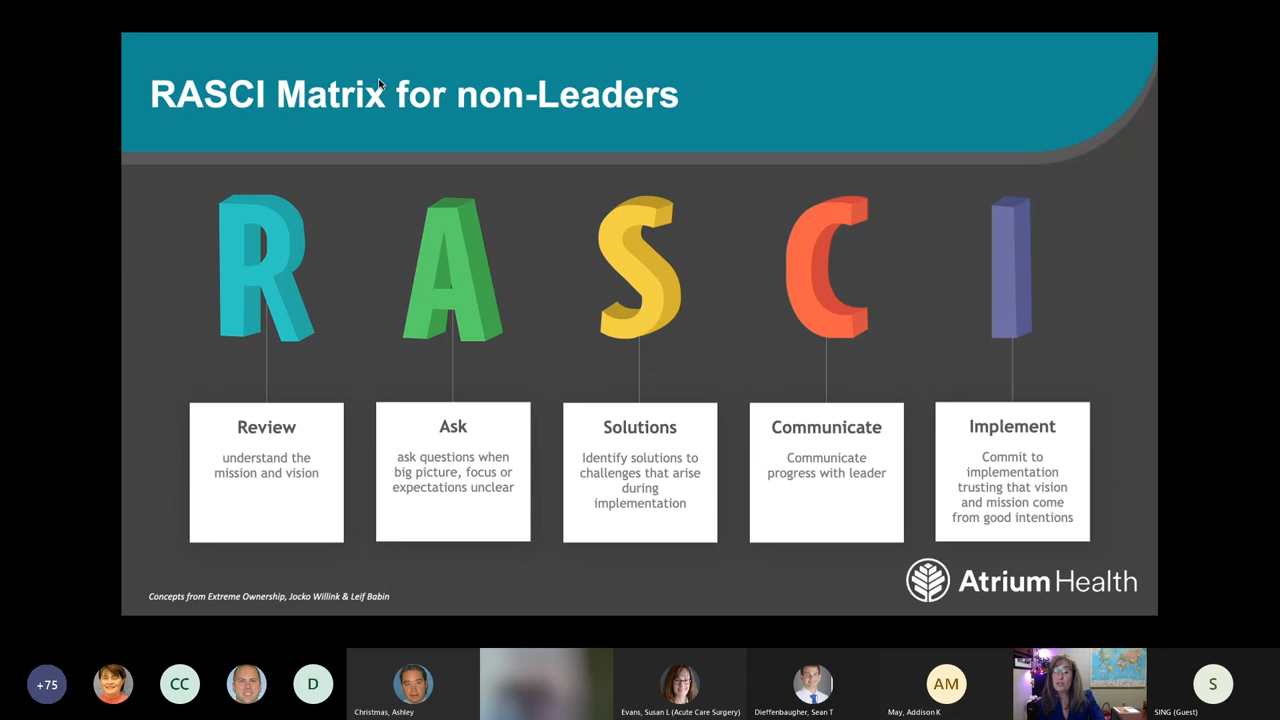 RASCI Matrix for non-Leaders
R A S C I
Review
understand the
mission and vision
Ask
ask questions when
big picture, focus or
expectations unclear
Solutions
Identify solutions to
challenges that arise
during
implementation
Communicate
Communicate
progress with leader
Implement
Commit to
implementation
trusting that vision
and mission come
from good intentions
Concepts from Extreme Ownership, Jocko Willink & Leif Babin
Atrium Health
+75
CC
D
Christmas, Ashley
Evans, Susan L (Acute Care Surgery)
Dieffenbaugher, Sean T
AM
May, Addison K
S
SING (Guest)